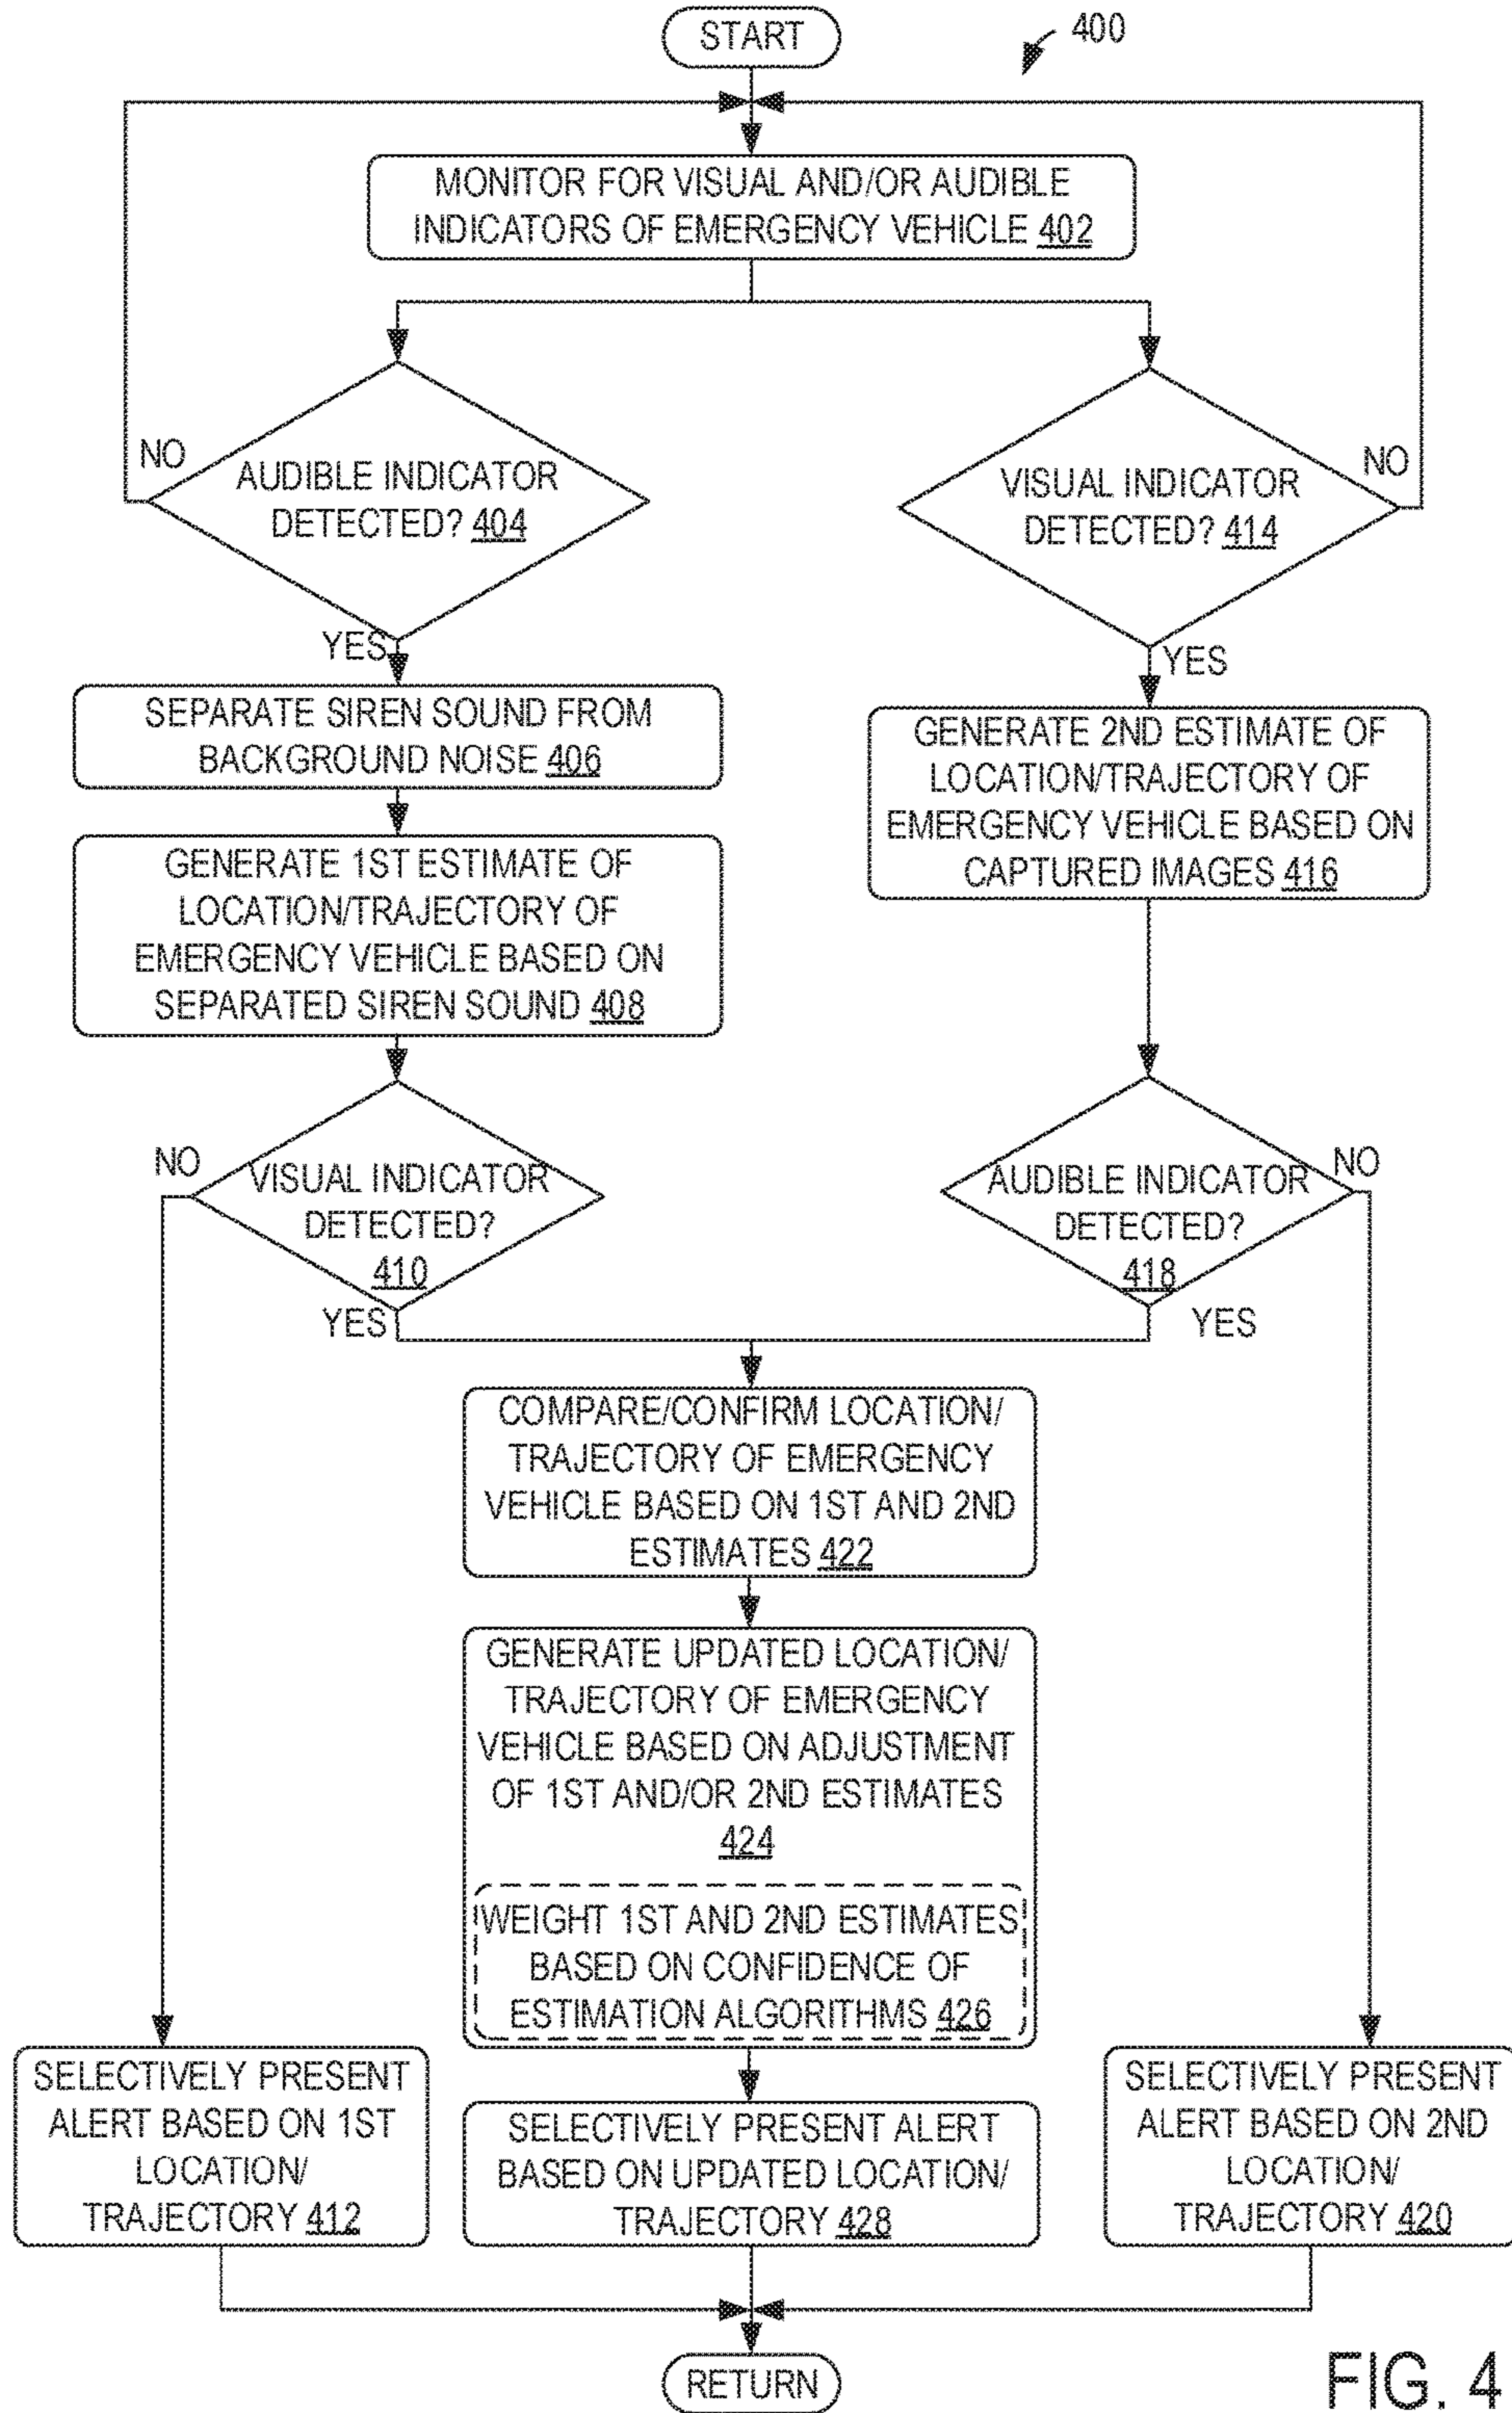 START
400
MONITOR FOR VISUAL AND/OR AUDIBLE
INDICATORS OF EMERGENCY VEHICLE 402
NO
AUDIBLE INDICATOR
DETECTED? 404
YES
VISUAL INDICATOR
DETECTED? 414
NO
YES
SEPARATE SIREN SOUND FROM
BACKGROUND NOISE 406
GENERATE 1ST ESTIMATE OF
LOCATION/TRAJECTORY OF
EMERGENCY VEHICLE BASED ON
SEPARATED SIREN SOUND 408
GENERATE 2ND ESTIMATE OF
LOCATION/TRAJECTORY OF
EMERGENCY VEHICLE BASED ON
CAPTURED IMAGES 416
NO
VISUAL INDICATOR
DETECTED?
410
YES
AUDIBLE INDICATOR
DETECTED?
418
NO
YES
COMPARE/CONFIRM LOCATION/
TRAJECTORY OF EMERGENCY
VEHICLE BASED ON 1ST AND 2ND
ESTIMATES 422
GENERATE UPDATED LOCATION/
TRAJECTORY OF EMERGENCY
VEHICLE BASED ON ADJUSTMENT
OF 1ST AND/OR 2ND ESTIMATES
424
WEIGHT 1ST AND 2ND ESTIMATES
BASED ON CONFIDENCE OF
ESTIMATION ALGORITHMS 426
SELECTIVELY PRESENT
ALERT BASED ON 1ST
LOCATION/
TRAJECTORY 412
SELECTIVELY PRESENT ALERT
BASED ON UPDATED LOCATION/
TRAJECTORY 428
SELECTIVELY PRESENT
ALERT BASED ON 2ND
LOCATION/
TRAJECTORY 420
RETURN
FIG. 4